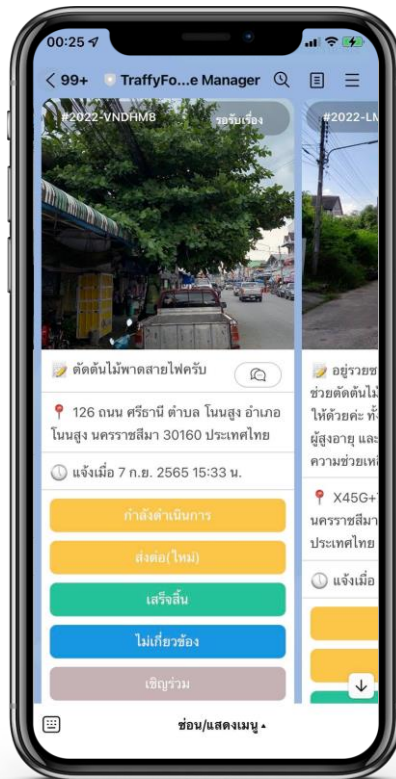 00:25
99+ TraffyFo...e Manager
#2022-VNDHM8 รอรับเรื่อง
ตัดต้นไม้พาดสายไฟครับ
126 ถนน ศรีธานี ตำบล โนนสูง อำเภอ
โนนสูง นครราชสีมา 30160 ประเทศไทย
แจ้งเมื่อ 7 ก.ย. 2565 15:33 น.
กำลังดำเนินการ
ส่งต่อ(ใหม่)
เสร็จสิ้น
ไม่เกี่ยวข้อง
เชิญร่วม
#2022-LM
อยู่รวยซ
ช่วยตัดต้นไม้
ให้ด้วยค่ะ ทั้
ผู้สูงอายุ และ
ความช่วยเหลื
X45G+
นครราชสีมา
ประเทศไทย
แจ้งเมื่อ
ซ่อน/แสดงเมนู